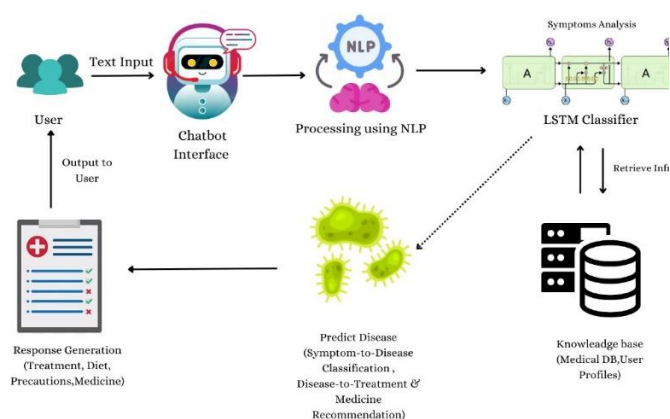 Symptoms Analysis
NLP
Text Input
A
A
User
Chatbot
Interface
Processing using NLP
LSTM Classifier
Output to
User
Retrieve Infr
Response Generation
(Treatment, Diet,
Precautions,Medicine)
Predict Disease
(Symptom-to-Disease
Classification ,
Disease-to-Treatment &
Medicine
Recommendation)
Knowleadge base
(Medical DB,User
Profiles)